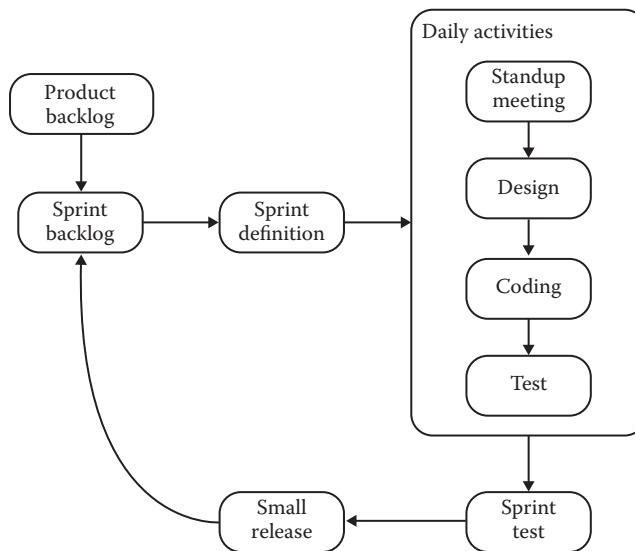 Daily activities
Standup
meeting
Product
backlog
Design
Sprint
backlog
Sprint
definition
Coding
Test
Small
release
Sprint
test